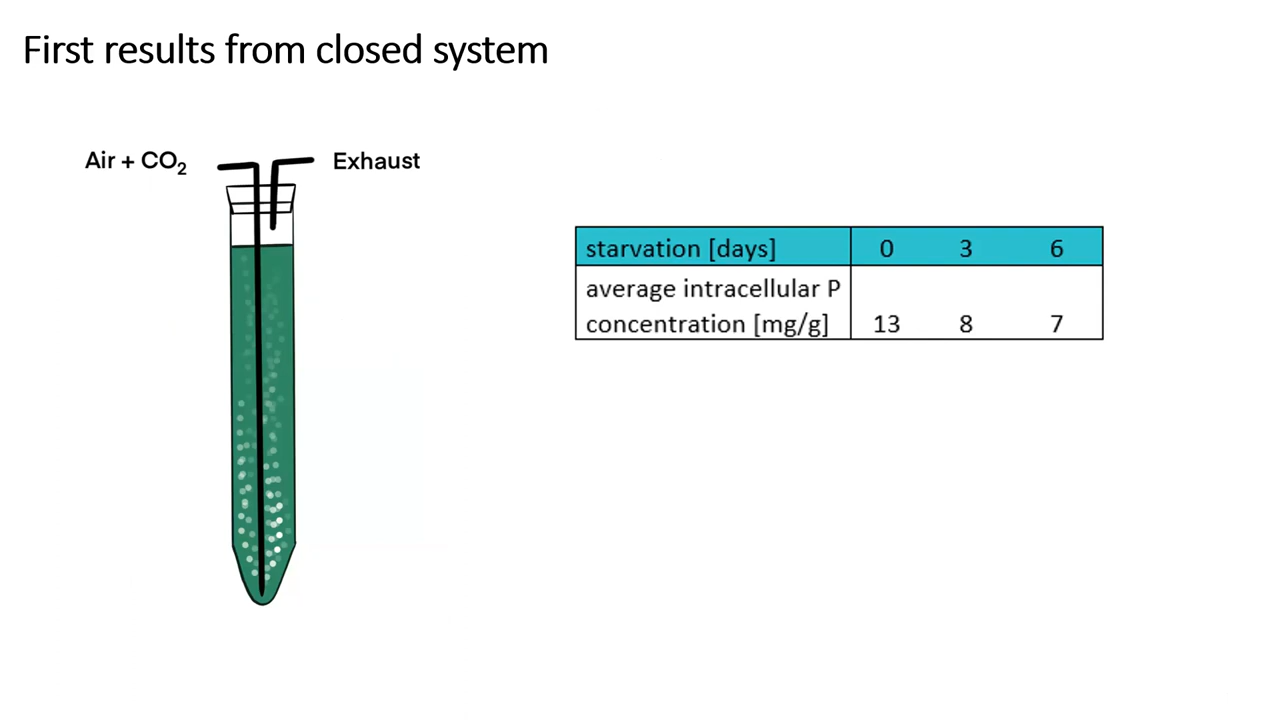 First results from closed system
Air + CO₂
Exhaust
starvation [days] 0 3 6
average intracellular P
concentration [mg/g] 13 8 7